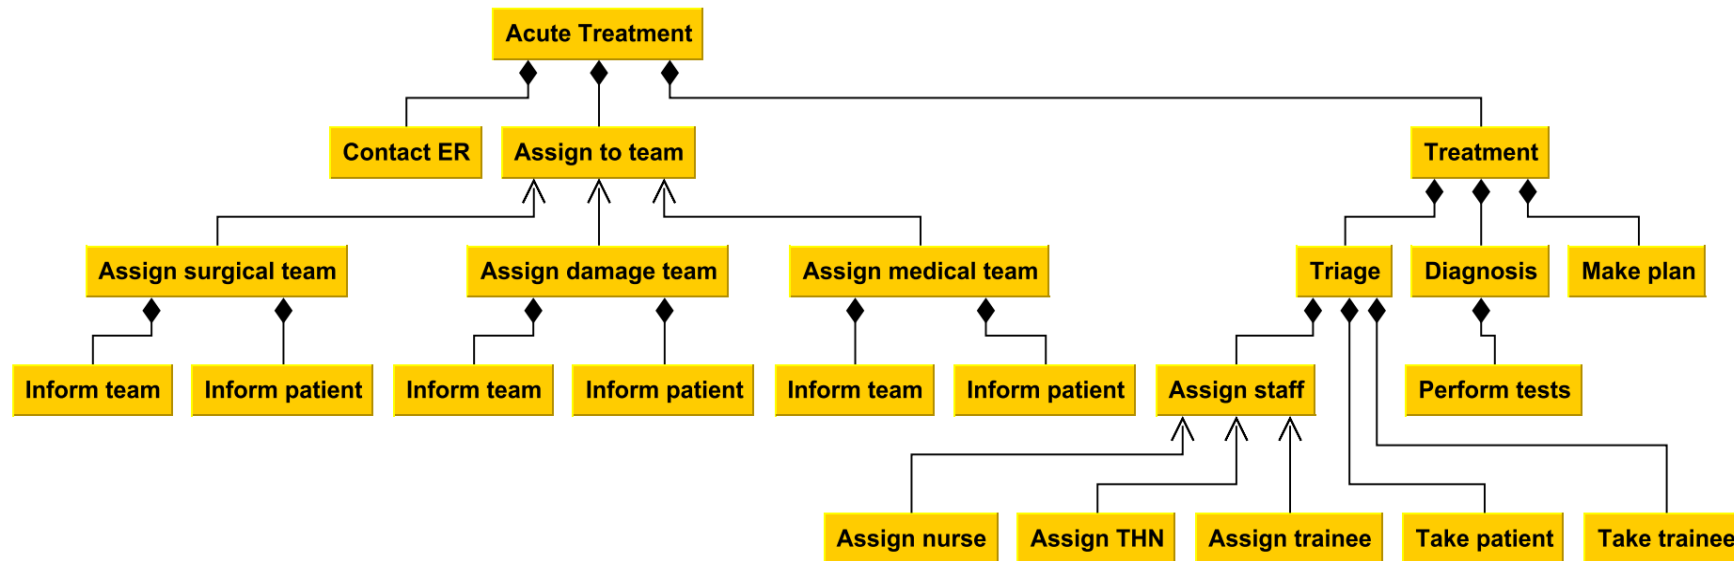 Acute Treatment
Contact ER
Assign to team
Treatment
Assign surgical team
Assign damage team
Assign medical team
Triage
Diagnosis
Make plan
Inform team
Inform patient
Inform team
Inform patient
Inform team
Inform patient
Assign staff
Perform tests
Assign nurse
Assign THN
Assign trainee
Take patient
Take trainee